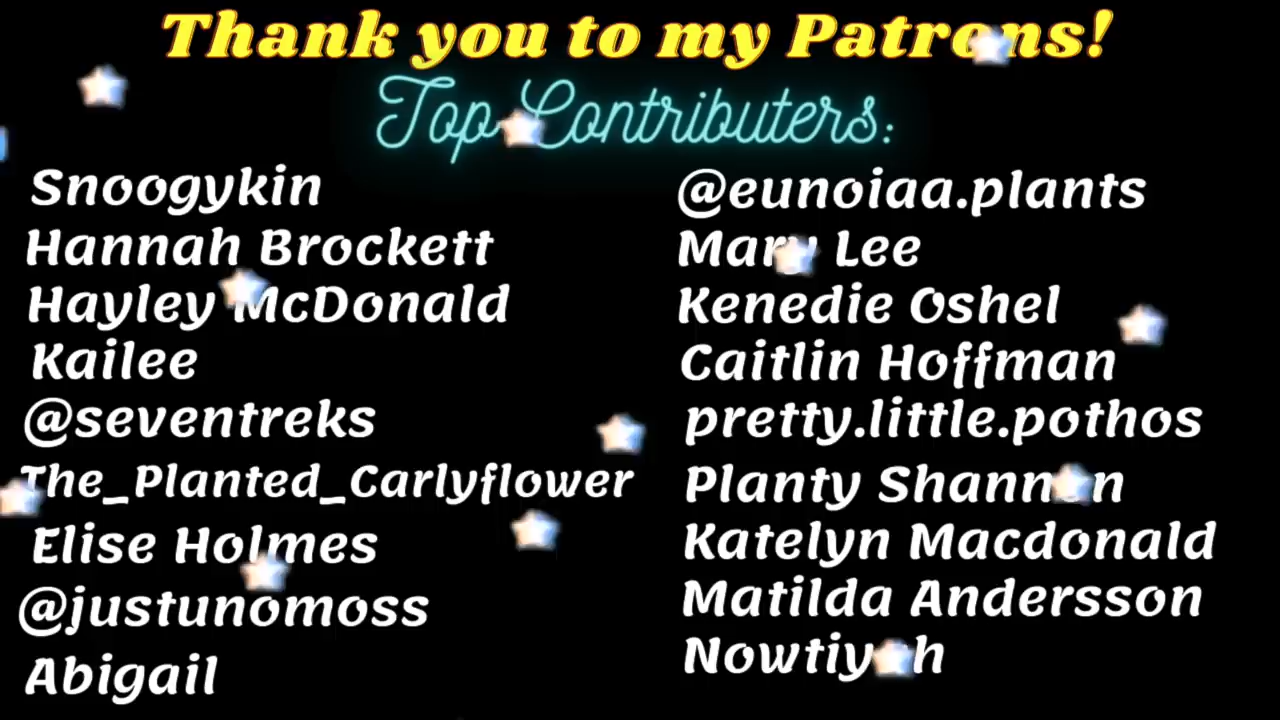 Thank you to my Patrons!
Top Contributers:
Snoogykin
Hannah Brockett
Hayley McDonald
Kailee
@seventreks
The_Planted_Carlyflower
Elise Holmes
@justunomoss
Abigail
@eunoiaa.plants
Mary Lee
Kenedie Oshel
Caitlin Hoffman
pretty.little.pothos
Planty Shannon
Katelyn Macdonald
Matilda Andersson